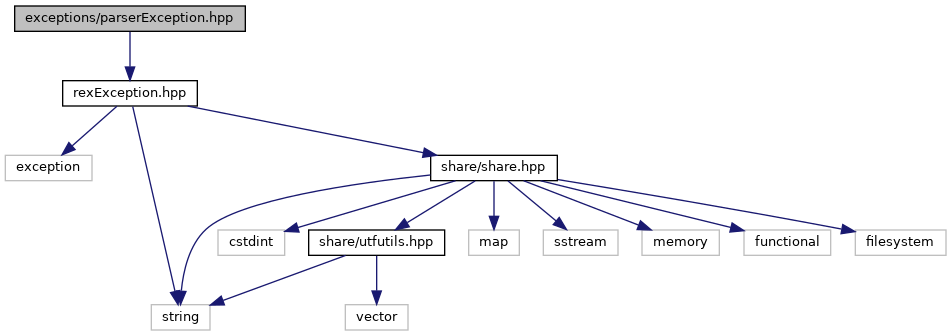 exceptions/parserException.hpp
rexException.hpp
exception
share/share.hpp
cstdint
share/utfutils.hpp
map
sstream
memory
functional
filesystem
string
vector